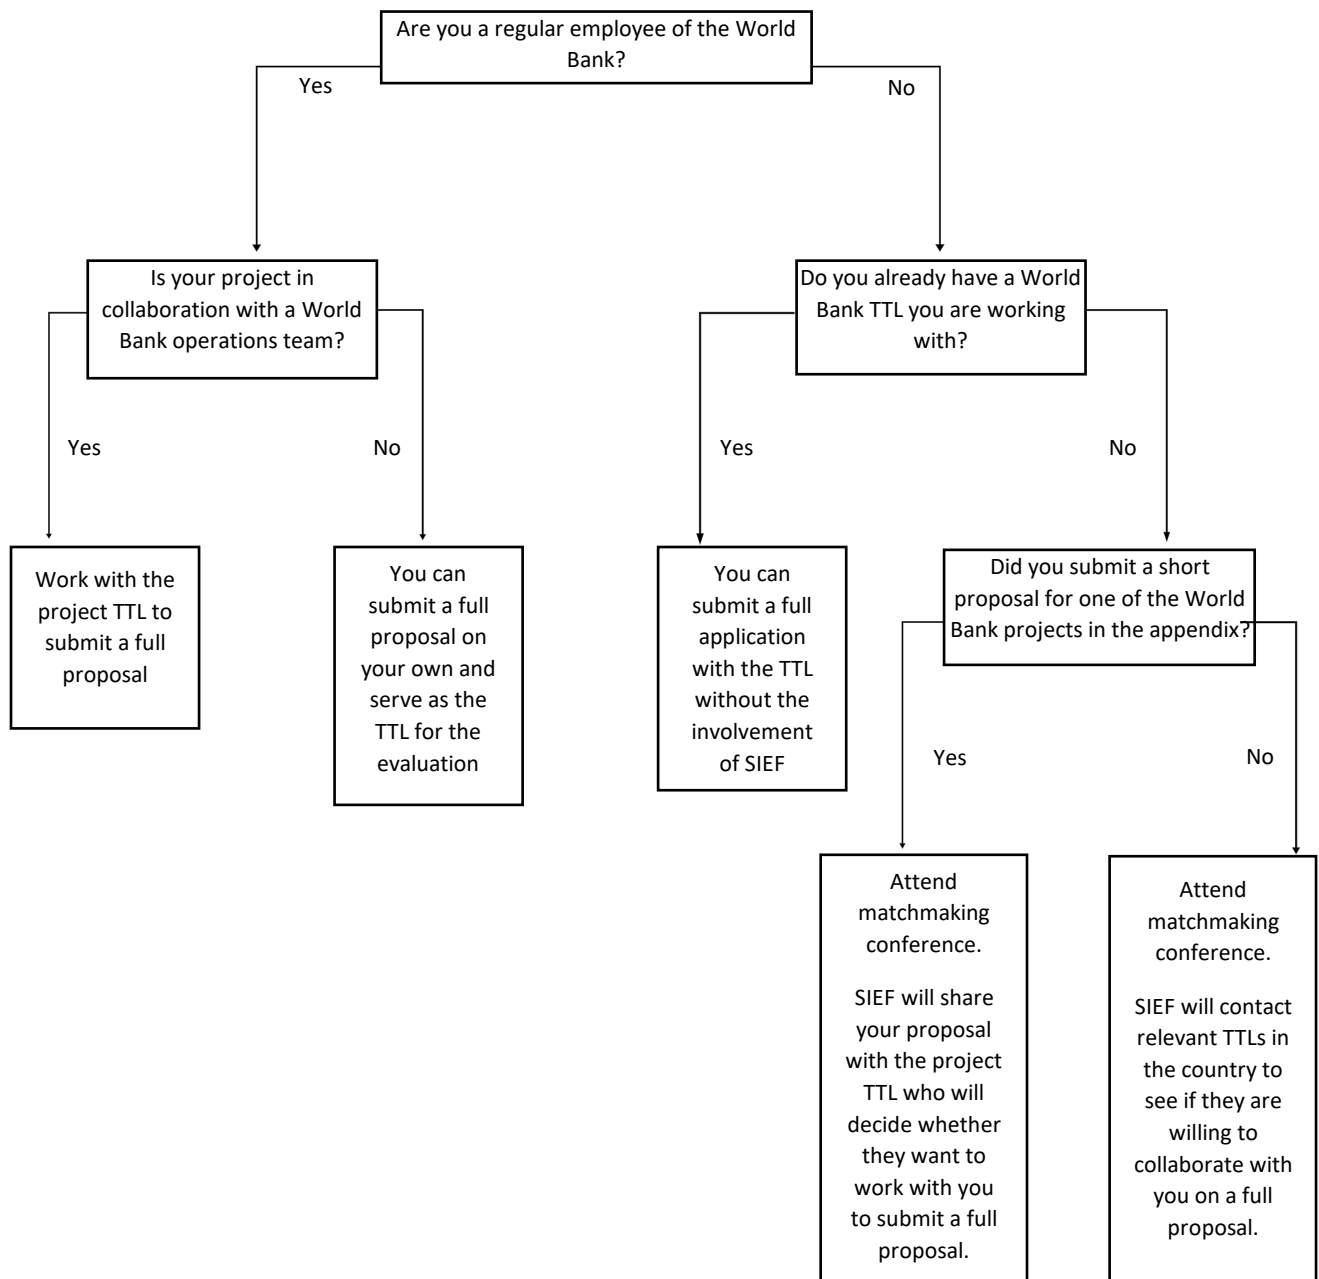 Are you a regular employee of the World
Bank?
Yes
No
Is your project in
collaboration with a World
Bank operations team?
Do you already have a World
Bank TTL you are working
with?
Yes
No
Yes
No
Work with the
project TTL to
submit a full
proposal
You can
submit a full
proposal on
your own and
serve as the
TTL for the
evaluation
You can
submit a full
application
with the TTL
without the
involvement
of SIEF
Did you submit a short
proposal for one of the World
Bank projects in the appendix?
Yes
No
Attend
matchmaking
conference.
SIEF will share
your proposal
with the project
TTL who will
decide whether
they want to
work with you
to submit a full
proposal.
Attend
matchmaking
conference.
SIEF will contact
relevant TTLs in
the country to
see if they are
willing to
collaborate with
you on a full
proposal.